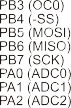 PB3 (OC0)
PB4 (-SS)
PB5 (MOSI)
PB6 (MISO)
PB7 (SCK)
PA0 (ADC0)
PA1 (ADC1)
PA2 (ADC2)